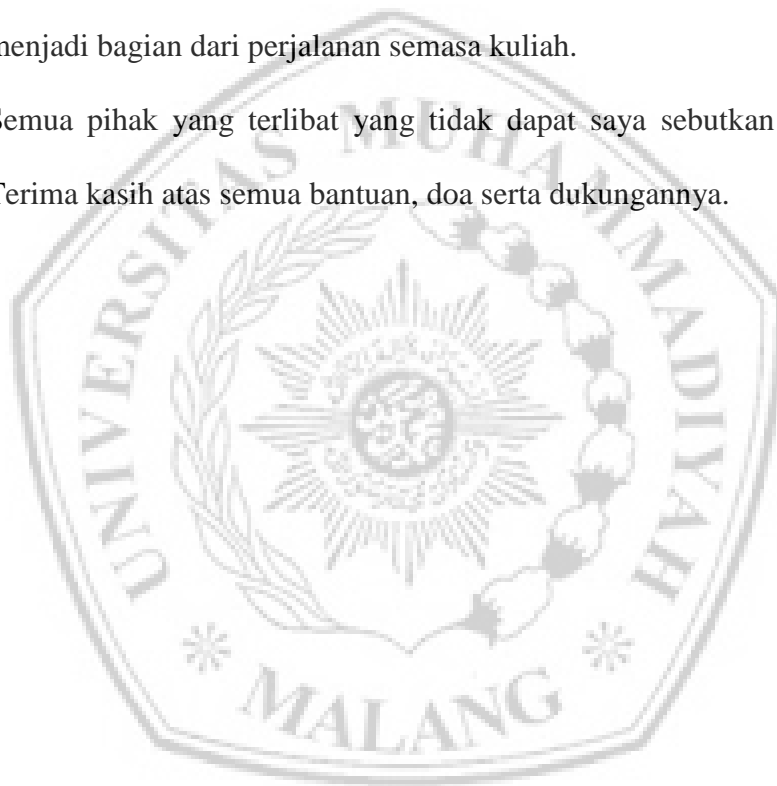 menjadi bagian dari perjalanan semasa kuliah.
Semua pihak yang terlibat yang tidak dapat saya sebutkan
Terima kasih atas semua bantuan, doa serta dukungannya.
UNIVERSITAS MUHAMMADIYAH
MALANG